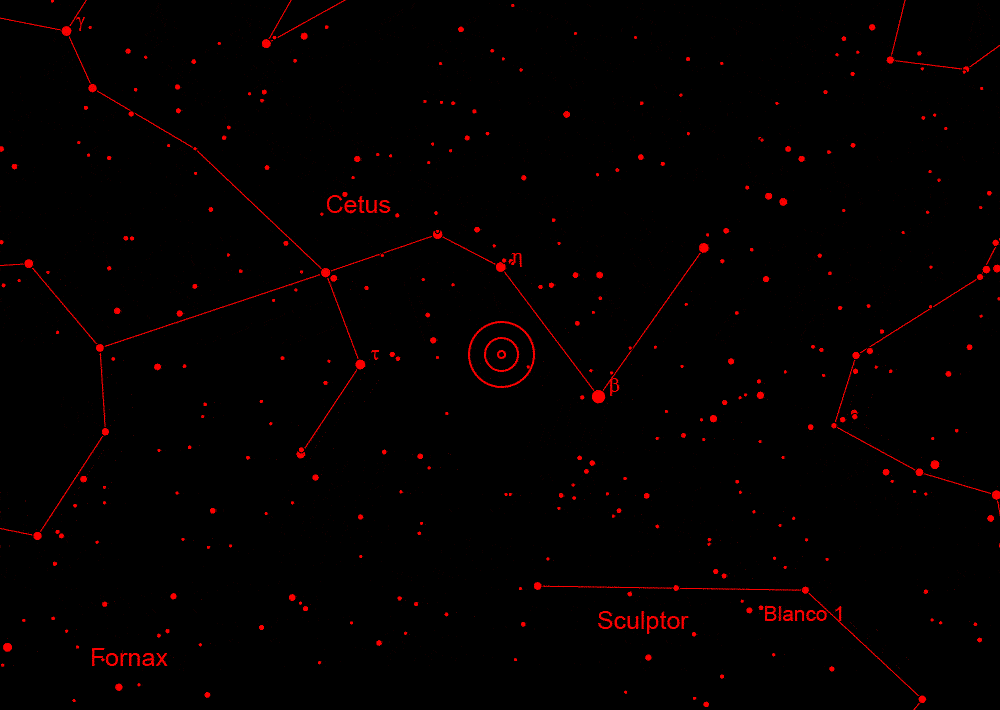 γ
Cetus
η
τ
β
Blanco 1
Sculptor
Fornax